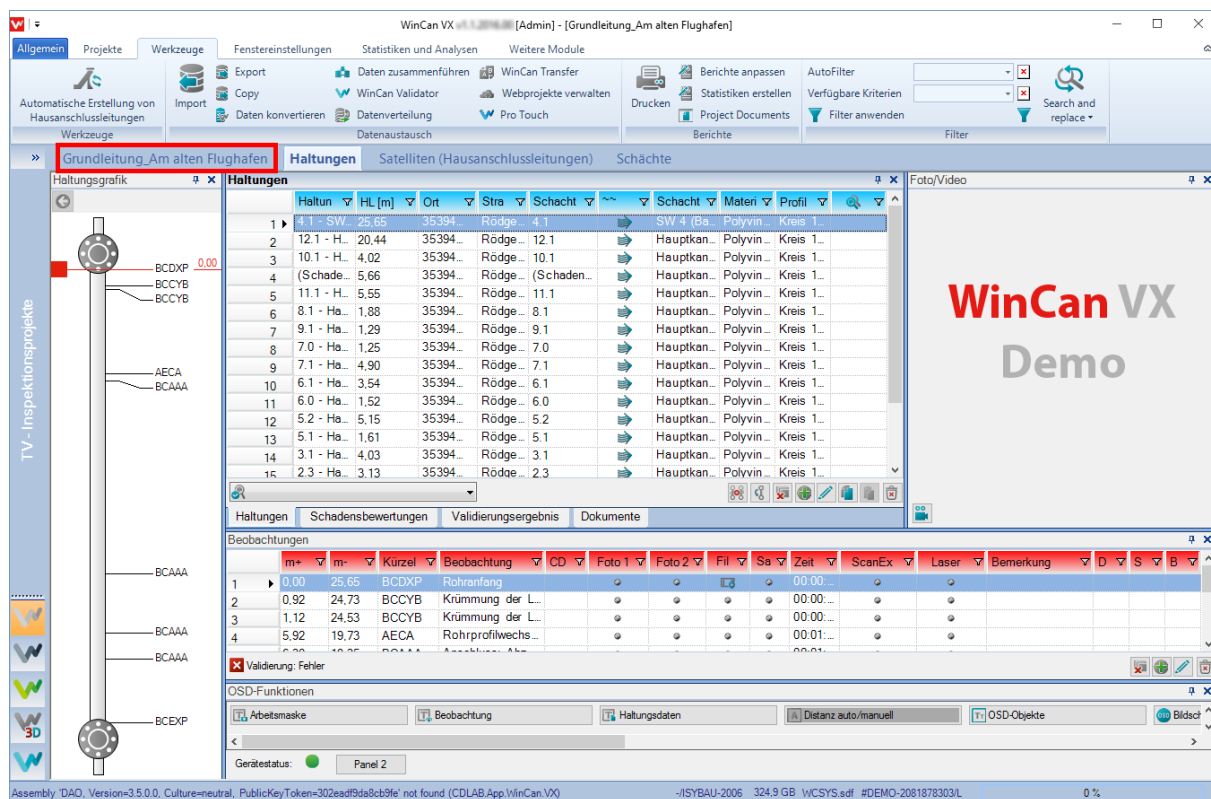 WinCan VX [Admin] - [Grundleitung_Am alten Flughafen]
Allgemein Projekte Werkzeuge Fenstereinstellungen Statistiken und Analysen Weitere Module
Automatische Erstellung von Hausanschlussleitungen
Werkzeuge
Import
Export
Copy
Daten konvertieren
Daten zusammenführen
WinCan Validator
Datenverteilung
WinCan Transfer
Webprojekte verwalten
Pro Touch
Datenaustausch
Drucken
Berichte anpassen
Statistiken erstellen
Project Documents
Berichte
AutoFilter
Verfügbare Kriterien
Filter anwenden
Search and replace
Filter
» Grundleitung_Am alten Flughafen Haltungen Satelliten (Hausanschlussleitungen) Schächte
TV - Inspektionsprojekte
3D
Haltungsgrafik
BCDXP 0,00
BCCYB
BCCYB
AECA
BCAAA
BCAAA
BCAAA
BCAAA
BCEXP
Haltungen
Haltun HL [m] Ort Stra Schacht ~~ Schacht Materi Profil
1 4.1 - SW... 25,65 35394... Rödge... 4.1 SW 4 (Ba... Polyvin... Kreis 1...
2 12.1 - H... 20,44 35394... Rödge... 12.1 Hauptkan... Polyvin... Kreis 1...
3 10.1 - H... 4,02 35394... Rödge... 10.1 Hauptkan... Polyvin... Kreis 1...
4 (Schade... 5,66 35394... Rödge... (Schaden... Hauptkan... Polyvin... Kreis 1...
5 11.1 - H... 5,55 35394... Rödge... 11.1 Hauptkan... Polyvin... Kreis 1...
6 8.1 - Ha... 1,88 35394... Rödge... 8.1 Hauptkan... Polyvin... Kreis 1...
7 9.1 - Ha... 1,29 35394... Rödge... 9.1 Hauptkan... Polyvin... Kreis 1...
8 7.0 - Ha... 1,25 35394... Rödge... 7.0 Hauptkan... Polyvin... Kreis 1...
9 7.1 - Ha... 4,90 35394... Rödge... 7.1 Hauptkan... Polyvin... Kreis 1...
10 6.1 - Ha... 3,54 35394... Rödge... 6.1 Hauptkan... Polyvin... Kreis 1...
11 6.0 - Ha... 1,52 35394... Rödge... 6.0 Hauptkan... Polyvin... Kreis 1...
12 5.2 - Ha... 5,15 35394... Rödge... 5.2 Hauptkan... Polyvin... Kreis 1...
13 5.1 - Ha... 1,61 35394... Rödge... 5.1 Hauptkan... Polyvin... Kreis 1...
14 3.1 - Ha... 4,03 35394... Rödge... 3.1 Hauptkan... Polyvin... Kreis 1...
15 2.3 - Ha... 3,13 35394... Rödge... 2.3 Hauptkan... Polyvin... Kreis 1...
Haltungen Schadensbewertungen Validierungsergebnis Dokumente
Foto/Video
WinCan VX
Demo
Beobachtungen
m+ m- Kürzel Beobachtung CD Foto 1 Foto 2 Fil Sa Zeit ScanEx Laser Bemerkung D S B
1 0,00 25,65 BCDXP Rohranfang 00:00:...
2 0,92 24,73 BCCYB Krümmung der L... 00:00:...
3 1,12 24,53 BCCYB Krümmung der L... 00:00:...
4 5,92 19,73 AECA Rohrprofilwechs... 00:01:...
Validierung: Fehler
OSD-Funktionen
Arbeitsmaske Beobachtung Haltungsdaten Distanz auto/manuell OSD-Objekte Bildsch
Gerätestatus: Panel 2
Assembly 'DAO, Version=3.5.0.0, Culture=neutral, PublicKeyToken=302eadf9da8cb9fe' not found (CDLAB.App.WinCan.VX) -/ISYBAU-2006 324,9 GB WCSYS.sdf #DEMO-2081878303/L 0 %